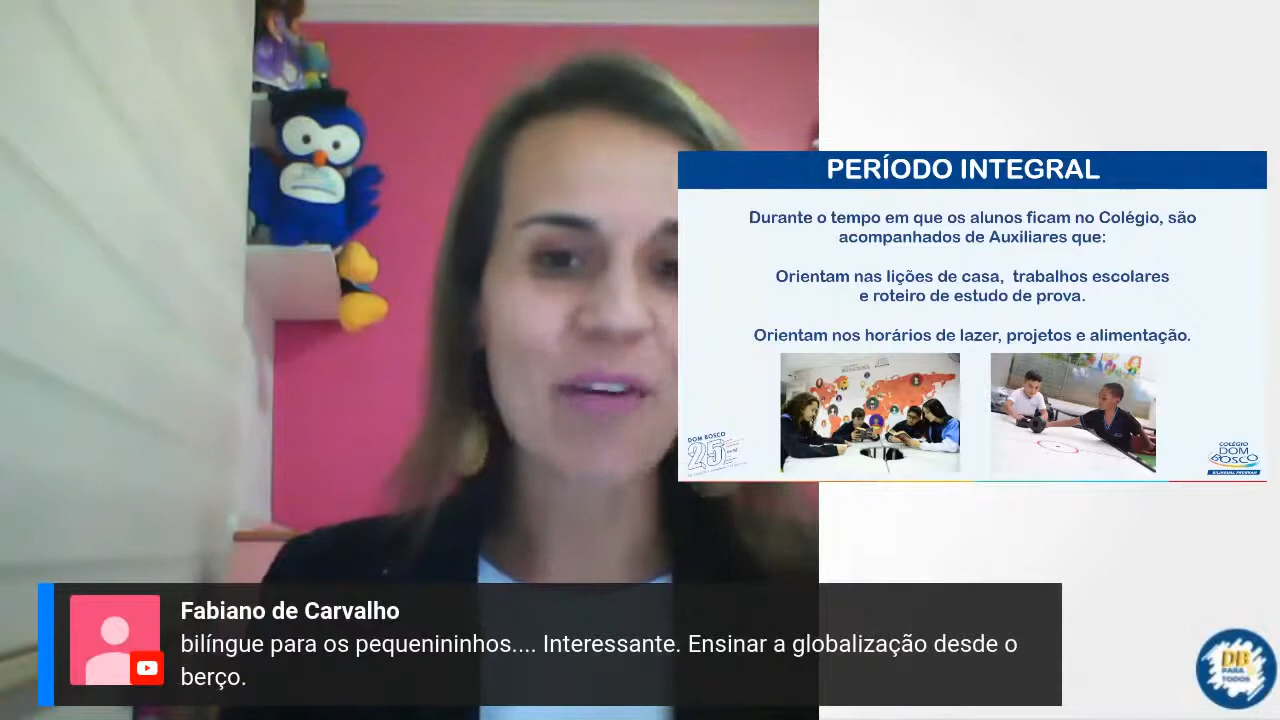 PERÍODO INTEGRAL
Durante o tempo em que os alunos ficam no Colégio, são
acompanhados de Auxiliares que:
Orientam nas lições de casa, trabalhos escolares
e roteiro de estudo de prova.
Orientam nos horários de lazer, projetos e alimentação.
DOM BOSCO
25
COLÉGIO
DOM
BOSCO
BILINGUAL PROGRAM
Fabiano de Carvalho
bilíngue para os pequenininhos.... Interessante. Ensinar a globalização desde o
berço.
DB
PARA
TODOS